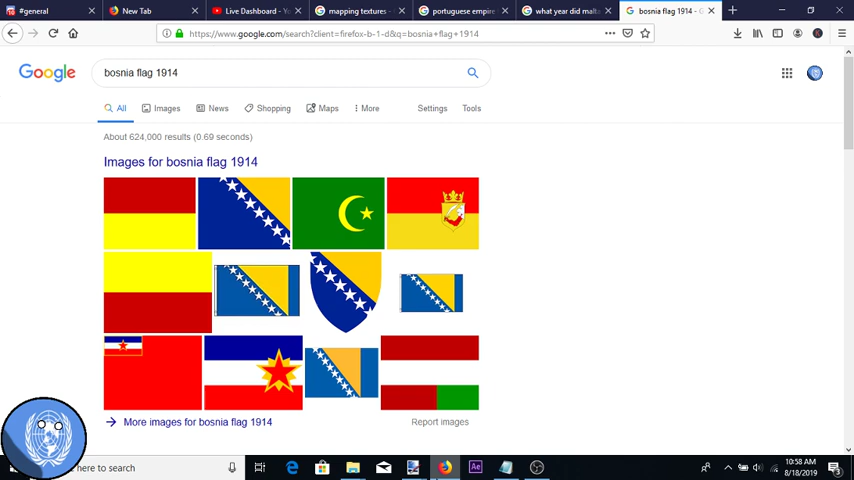 #general
New Tab
Live Dashboard - Yo
mapping textures -
portuguese empire
what year did malta
bosnia flag 1914 - G
https://www.google.com/search?client=firefox-b-1-d&q=bosnia+flag+1914
Google
bosnia flag 1914
All
Images
News
Shopping
Maps
More
Settings
Tools
About 624,000 results (0.69 seconds)
Images for bosnia flag 1914
More images for bosnia flag 1914
Report images
here to search
Ae
10:58 AM
8/18/2019
3